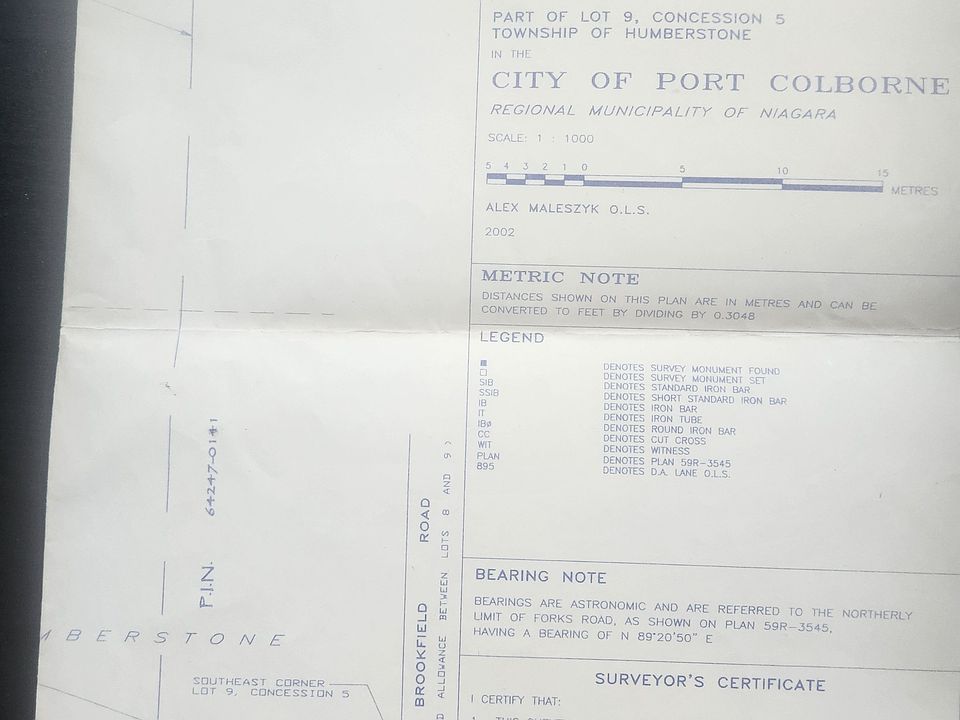 PART OF LOT 9, CONCESSION 5
TOWNSHIP OF HUMBERSTONE
IN THE
CITY OF PORT COLBORNE
REGIONAL MUNICIPALITY OF NIAGARA
SCALE: 1 : 1000
5 4 3 2 1 0 5 10 15
METRES
ALEX MALESZYK O.L.S.
2002
METRIC NOTE
DISTANCES SHOWN ON THIS PLAN ARE IN METRES AND CAN BE
CONVERTED TO FEET BY DIVIDING BY 0.3048
LEGEND
■ DENOTES SURVEY MONUMENT FOUND
□ DENOTES SURVEY MONUMENT SET
SIB DENOTES STANDARD IRON BAR
SSIB DENOTES SHORT STANDARD IRON BAR
IB DENOTES IRON BAR
IT DENOTES IRON TUBE
IBø DENOTES ROUND IRON BAR
CC DENOTES CUT CROSS
WIT DENOTES WITNESS
PLAN DENOTES PLAN 59R-3545
895 DENOTES D.A. LANE O.L.S.
BEARING NOTE
BEARINGS ARE ASTRONOMIC AND ARE REFERRED TO THE NORTHERLY
LIMIT OF FORKS ROAD, AS SHOWN ON PLAN 59R-3545,
HAVING A BEARING OF N 89°20'50" E
SURVEYOR'S CERTIFICATE
I CERTIFY THAT:
P.I.N. 64247-0141
BROOKFIELD ROAD
ALLOWANCE BETWEEN LOTS 8 AND 9)
MBERSTONE
SOUTHEAST CORNER
LOT 9, CONCESSION 5